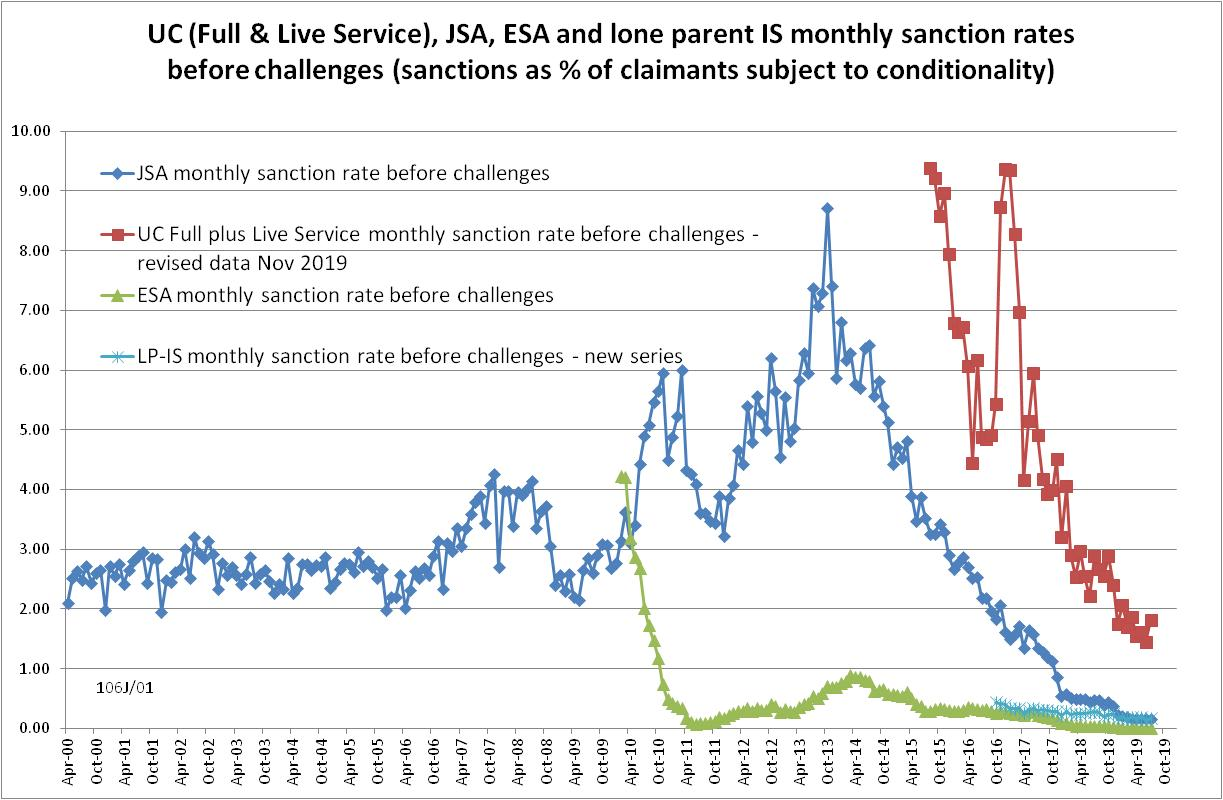 UC (Full & Live Service), JSA, ESA and lone parent IS monthly sanction rates
before challenges (sanctions as % of claimants subject to conditionality)
10.00
9.00
8.00
7.00
6.00
5.00
4.00
3.00
2.00
1.00
0.00
JSA monthly sanction rate before challenges
UC Full plus Live Service monthly sanction rate before challenges -
revised data Nov 2019
ESA monthly sanction rate before challenges
LP-IS monthly sanction rate before challenges - new series
106J/01
Apr-00
Oct-00
Apr-01
Oct-01
Apr-02
Oct-02
Apr-03
Oct-03
Apr-04
Oct-04
Apr-05
Oct-05
Apr-06
Oct-06
Apr-07
Oct-07
Apr-08
Oct-08
Apr-09
Oct-09
Apr-10
Oct-10
Apr-11
Oct-11
Apr-12
Oct-12
Apr-13
Oct-13
Apr-14
Oct-14
Apr-15
Oct-15
Apr-16
Oct-16
Apr-17
Oct-17
Apr-18
Oct-18
Apr-19
Oct-19